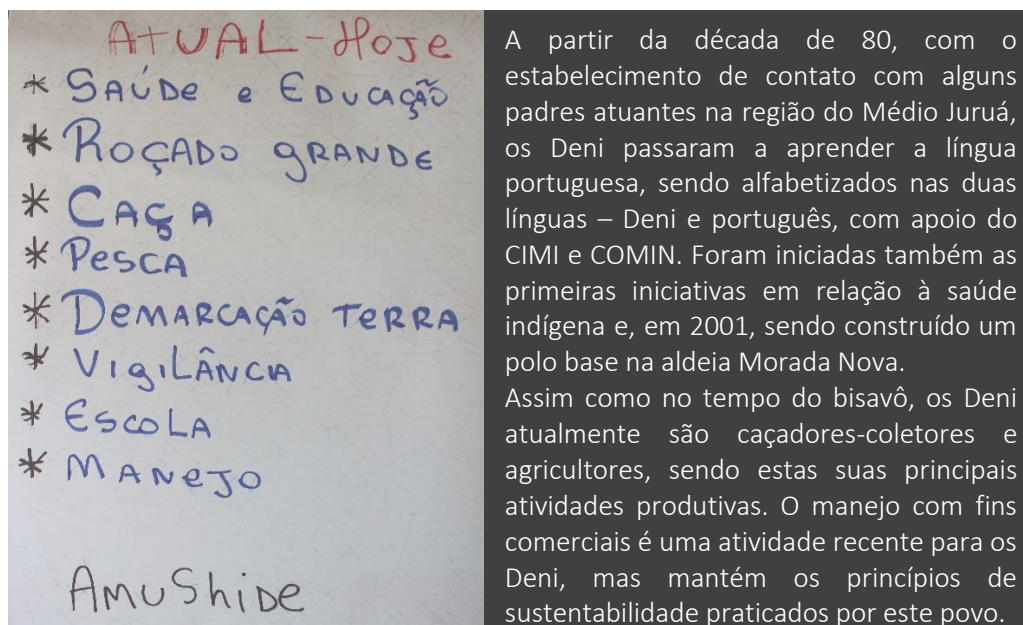 ATUAL-HOJE
* SAÚDE e EDUCAÇÃO
* ROÇADO GRANDE
* CAÇA
* PESCA
* DEMARCAÇÃO TERRA
* VIGILÂNCIA
* ESCOLA
* MANEJO
AMUSHIDE
A partir da década de 80, com o
estabelecimento de contato com alguns
padres atuantes na região do Médio Juruá,
os Deni passaram a aprender a língua
portuguesa, sendo alfabetizados nas duas
línguas – Deni e português, com apoio do
CIMI e COMIN. Foram iniciadas também as
primeiras iniciativas em relação à saúde
indígena e, em 2001, sendo construído um
polo base na aldeia Morada Nova.
Assim como no tempo do bisavô, os Deni
atualmente são caçadores-coletores e
agricultores, sendo estas suas principais
atividades produtivas. O manejo com fins
comerciais é uma atividade recente para os
Deni, mas mantém os princípios de
sustentabilidade praticados por este povo.